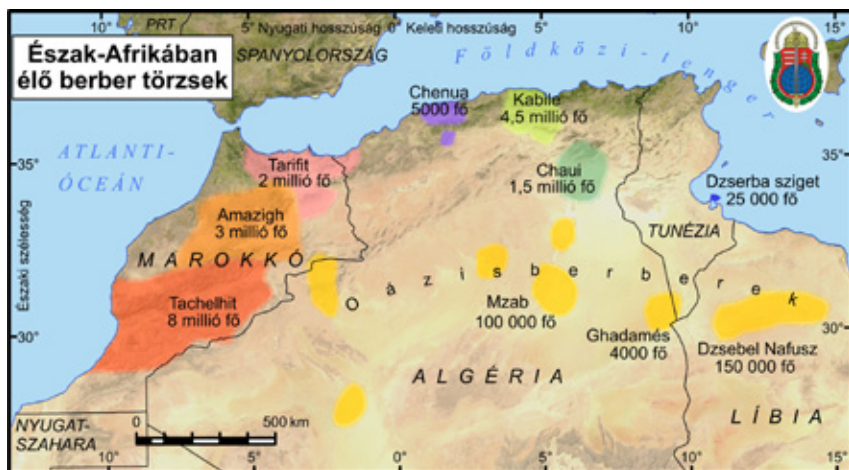 PRT
5° Nyugati hosszúság
0°
Keleti hosszúság
5°
10°
15°
Észak-Afrikában
élő berber törzsek
SPANYOLORSZÁG
Földközi-tenger
ATLANTI-
ÓCEÁN
35°
35°
Chenua
5000 fő
Kabile
4,5 millió fő
Tarifit
2 millió fő
Chaui
1,5 millió fő
Dzserba sziget
25 000 fő
Amazigh
3 millió fő
TUNÉZIA
MAROKKÓ
Északi szélesség
Oázisberberek
Tachelhit
8 millió fő
Mzab
100 000 fő
Ghadamés
4000 fő
Dzsebel Nafusz
150 000 fő
30°
30°
ALGÉRIA
LÍBIA
NYUGAT-
SZAHARA
0
500 km
10°
5°
0°
5°
10°
15°